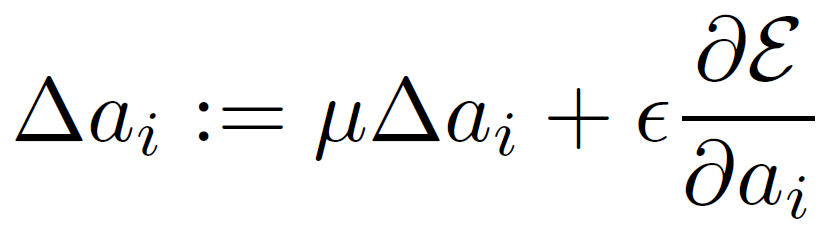 Δa_i := μΔa_i + ϵ ∂ℰ/∂a_i